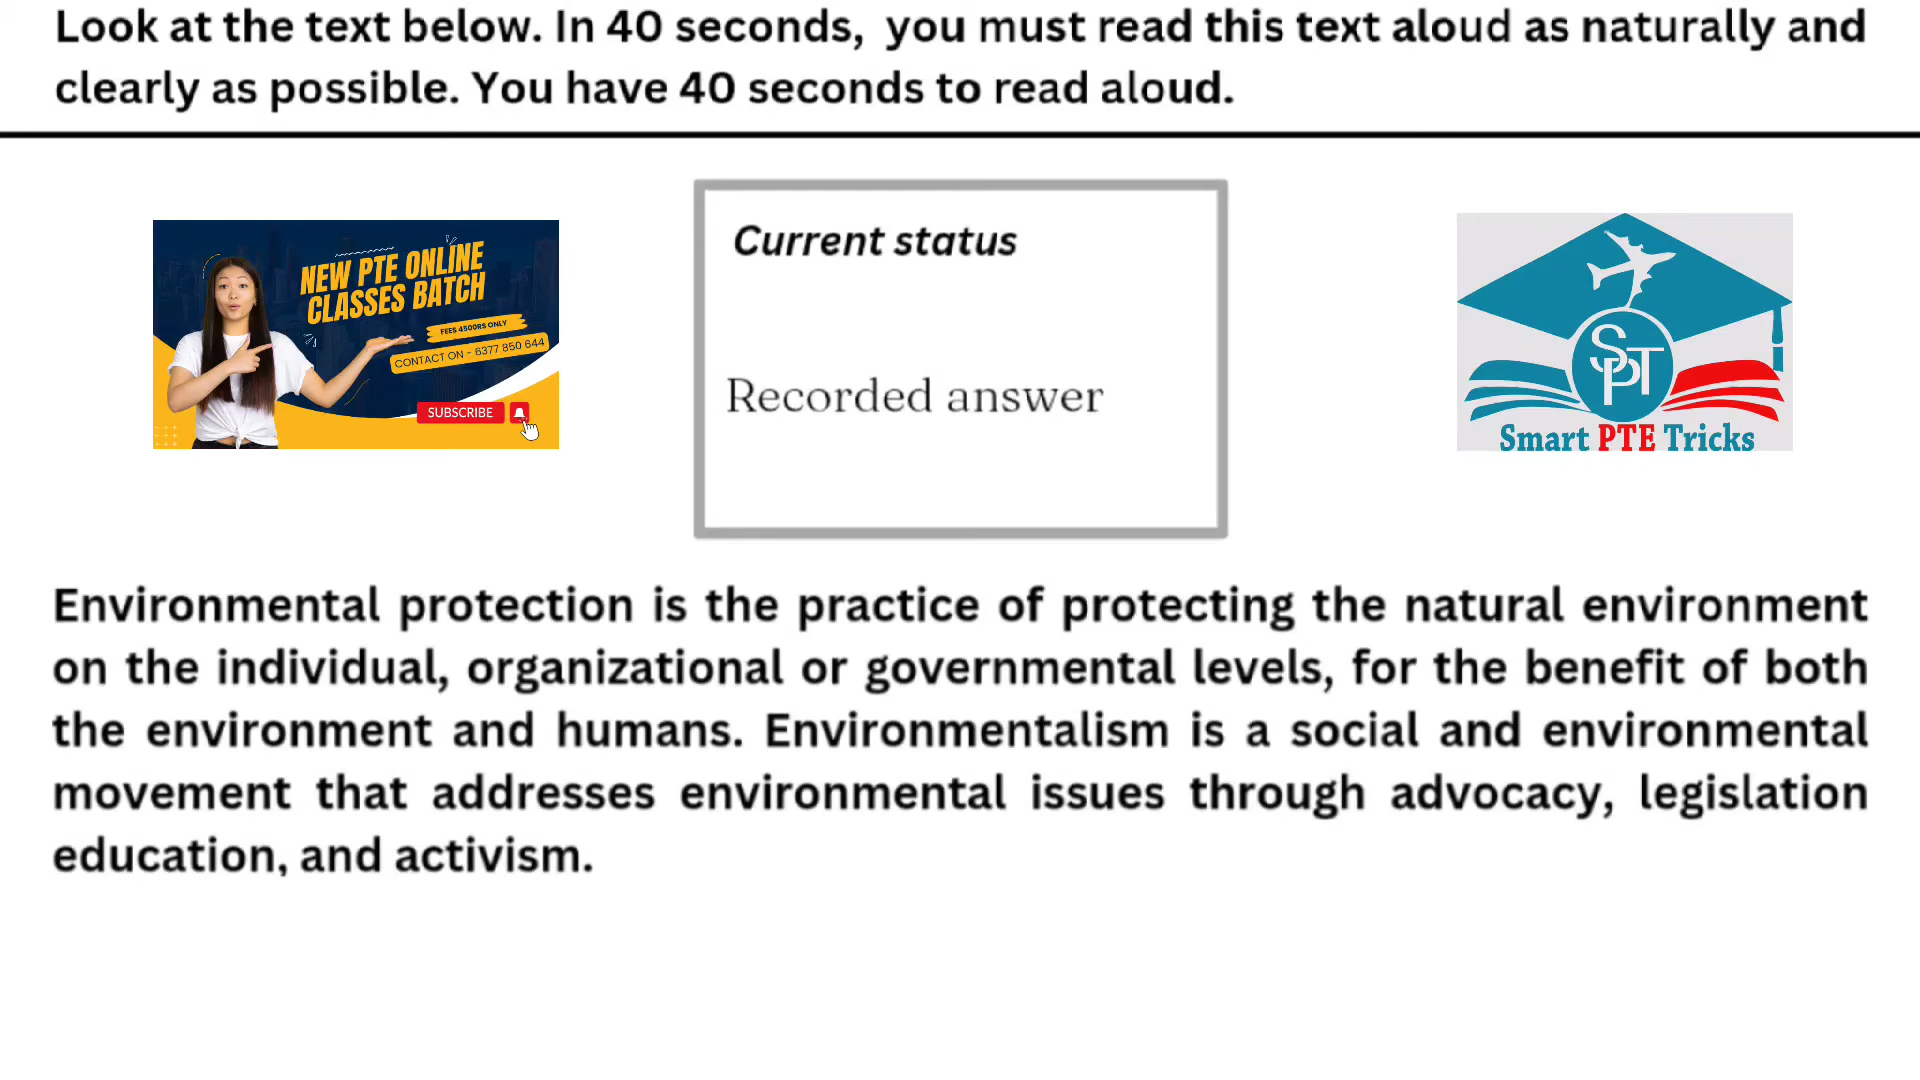 Look at the text below. In 40 seconds, you must read this text aloud as naturally and
clearly as possible. You have 40 seconds to read aloud.
NEW PTE ONLINE
CLASSES BATCH
FEES 4500RS ONLY
CONTACT ON - 6377 850 644
SUBSCRIBE
Current status
Recorded answer
SPT
Smart PTE Tricks
Environmental protection is the practice of protecting the natural environment
on the individual, organizational or governmental levels, for the benefit of both
the environment and humans. Environmentalism is a social and environmental
movement that addresses environmental issues through advocacy, legislation
education, and activism.